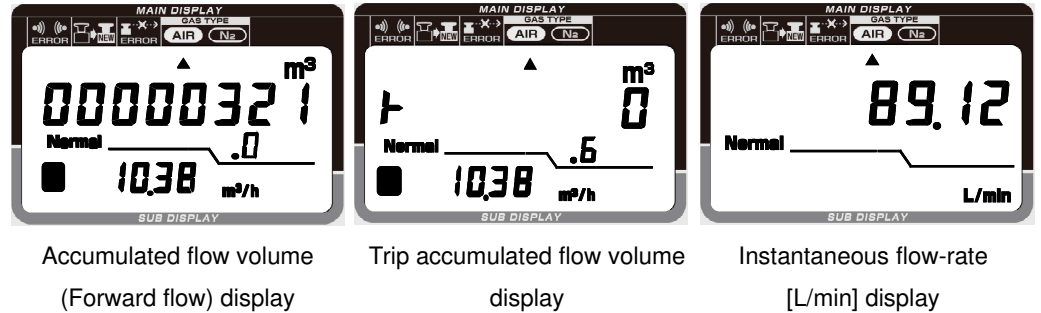 MAIN DISPLAY
GAS TYPE
ERROR NEW ERROR AIR N2
m³
00000321
Normal .0
10.38 m³/h
SUB DISPLAY
Accumulated flow volume
(Forward flow) display
MAIN DISPLAY
GAS TYPE
ERROR NEW ERROR AIR N2
m³
0
Normal .6
10.38 m³/h
SUB DISPLAY
Trip accumulated flow volume
display
MAIN DISPLAY
GAS TYPE
ERROR NEW ERROR AIR N2
89.12
Normal
L/min
SUB DISPLAY
Instantaneous flow-rate
[L/min] display